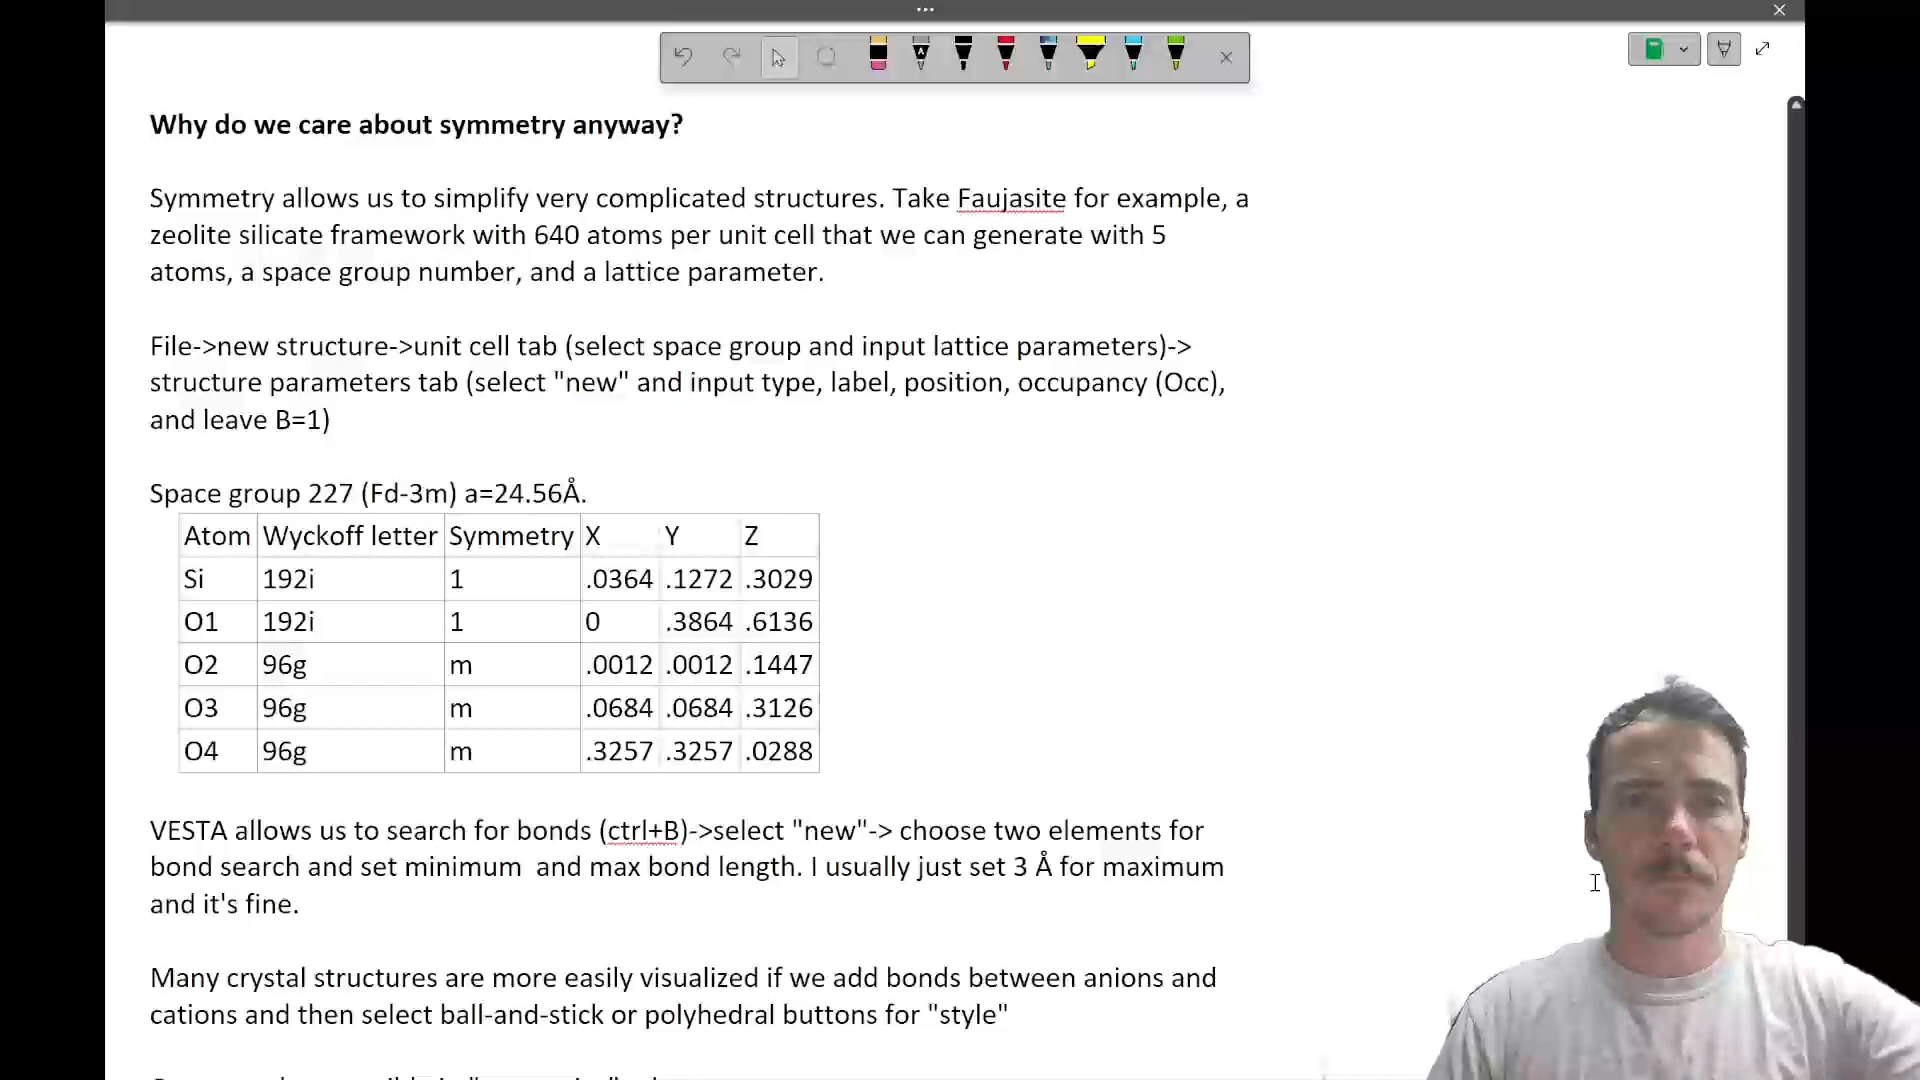 Why do we care about symmetry anyway?
Symmetry allows us to simplify very complicated structures. Take Faujasite for example, a
zeolite silicate framework with 640 atoms per unit cell that we can generate with 5
atoms, a space group number, and a lattice parameter.
File->new structure->unit cell tab (select space group and input lattice parameters)->
structure parameters tab (select "new" and input type, label, position, occupancy (Occ),
and leave B=1)
Space group 227 (Fd-3m) a=24.56Å.
Atom Wyckoff letter Symmetry X Y Z
Si 192i 1 .0364 .1272 .3029
O1 192i 1 0 .3864 .6136
O2 96g m .0012 .0012 .1447
O3 96g m .0684 .0684 .3126
O4 96g m .3257 .3257 .0288
VESTA allows us to search for bonds (ctrl+B)->select "new"-> choose two elements for
bond search and set minimum  and max bond length. I usually just set 3 Å for maximum
and it's fine.
Many crystal structures are more easily visualized if we add bonds between anions and
cations and then select ball-and-stick or polyhedral buttons for "style"